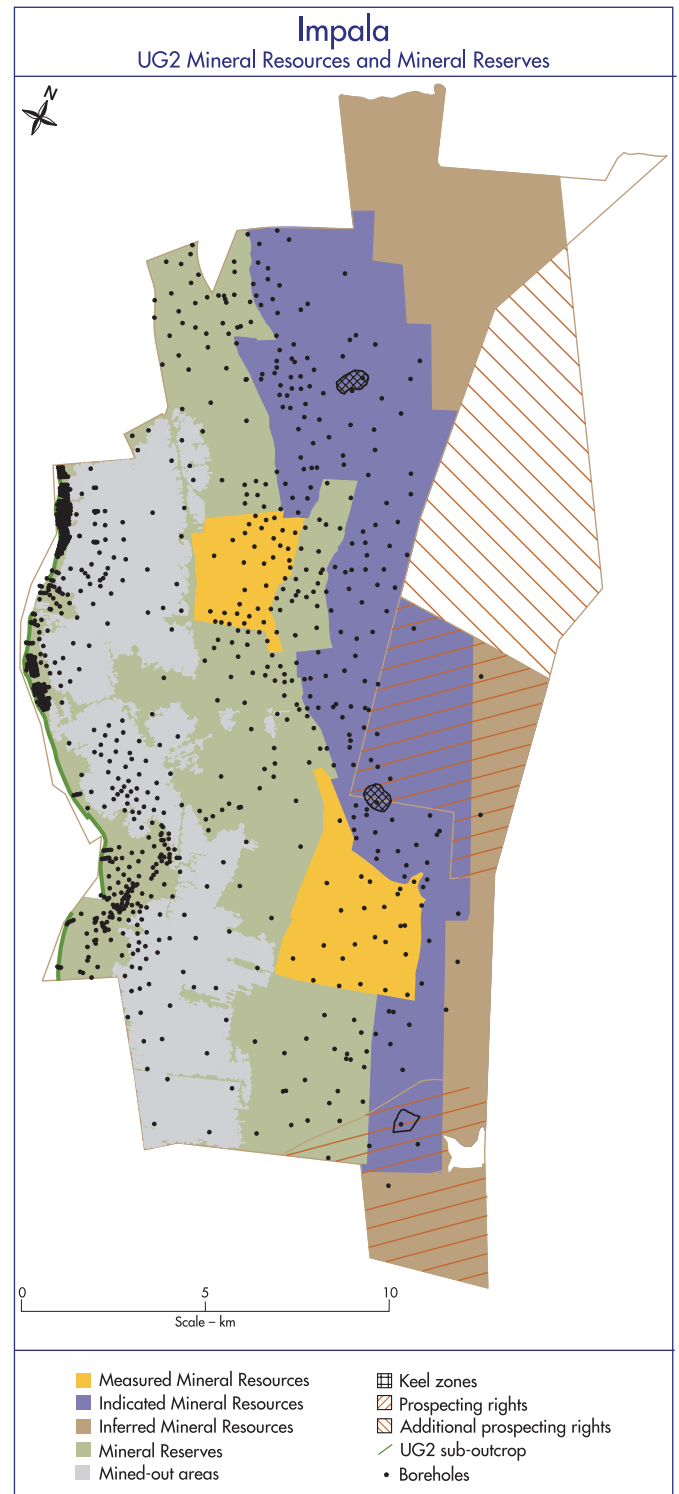 Impala
UG2 Mineral Resources and Mineral Reserves
N
0 5 10
Scale – km
Measured Mineral Resources
Indicated Mineral Resources
Inferred Mineral Resources
Mineral Reserves
Mined-out areas
Keel zones
Prospecting rights
Additional prospecting rights
UG2 sub-outcrop
Boreholes